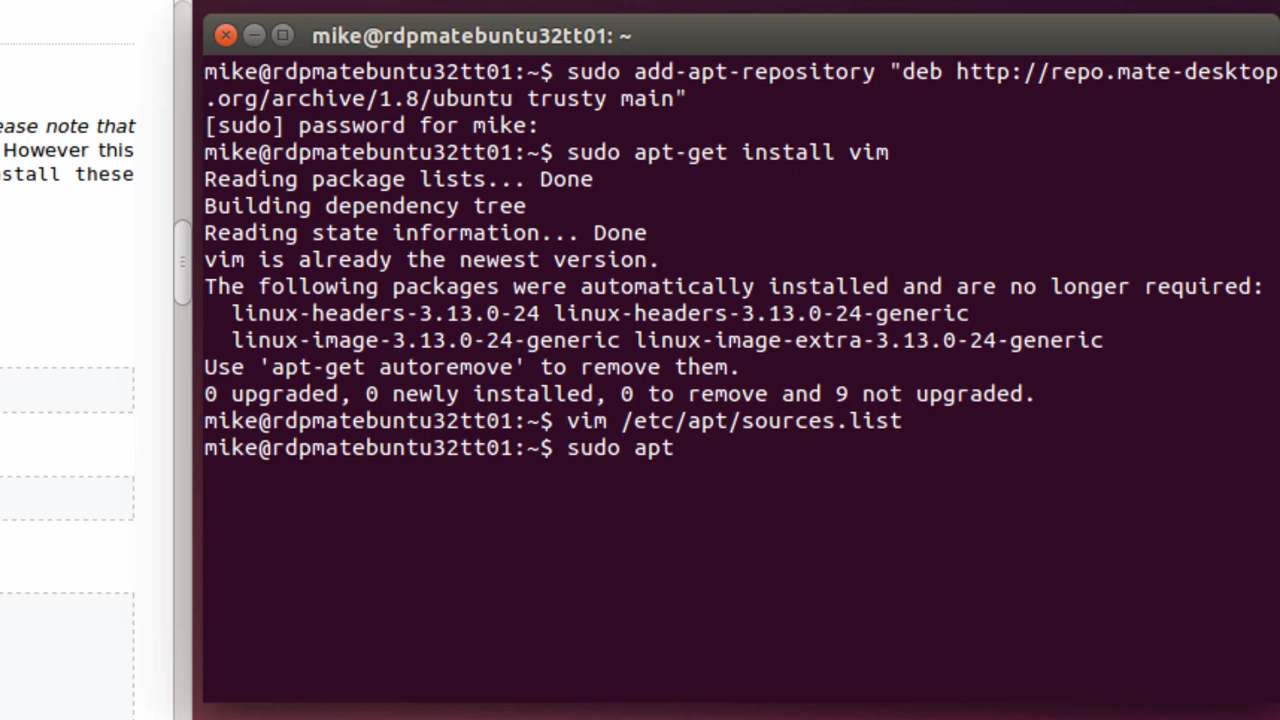 ease note that
However this
stall these
mike@rdpmatebuntu32tt01: ~
mike@rdpmatebuntu32tt01:~$ sudo add-apt-repository "deb http://repo.mate-desktop
.org/archive/1.8/ubuntu trusty main"
[sudo] password for mike:
mike@rdpmatebuntu32tt01:~$ sudo apt-get install vim
Reading package lists... Done
Building dependency tree
Reading state information... Done
vim is already the newest version.
The following packages were automatically installed and are no longer required:
  linux-headers-3.13.0-24 linux-headers-3.13.0-24-generic
  linux-image-3.13.0-24-generic linux-image-extra-3.13.0-24-generic
Use 'apt-get autoremove' to remove them.
0 upgraded, 0 newly installed, 0 to remove and 9 not upgraded.
mike@rdpmatebuntu32tt01:~$ vim /etc/apt/sources.list
mike@rdpmatebuntu32tt01:~$ sudo apt